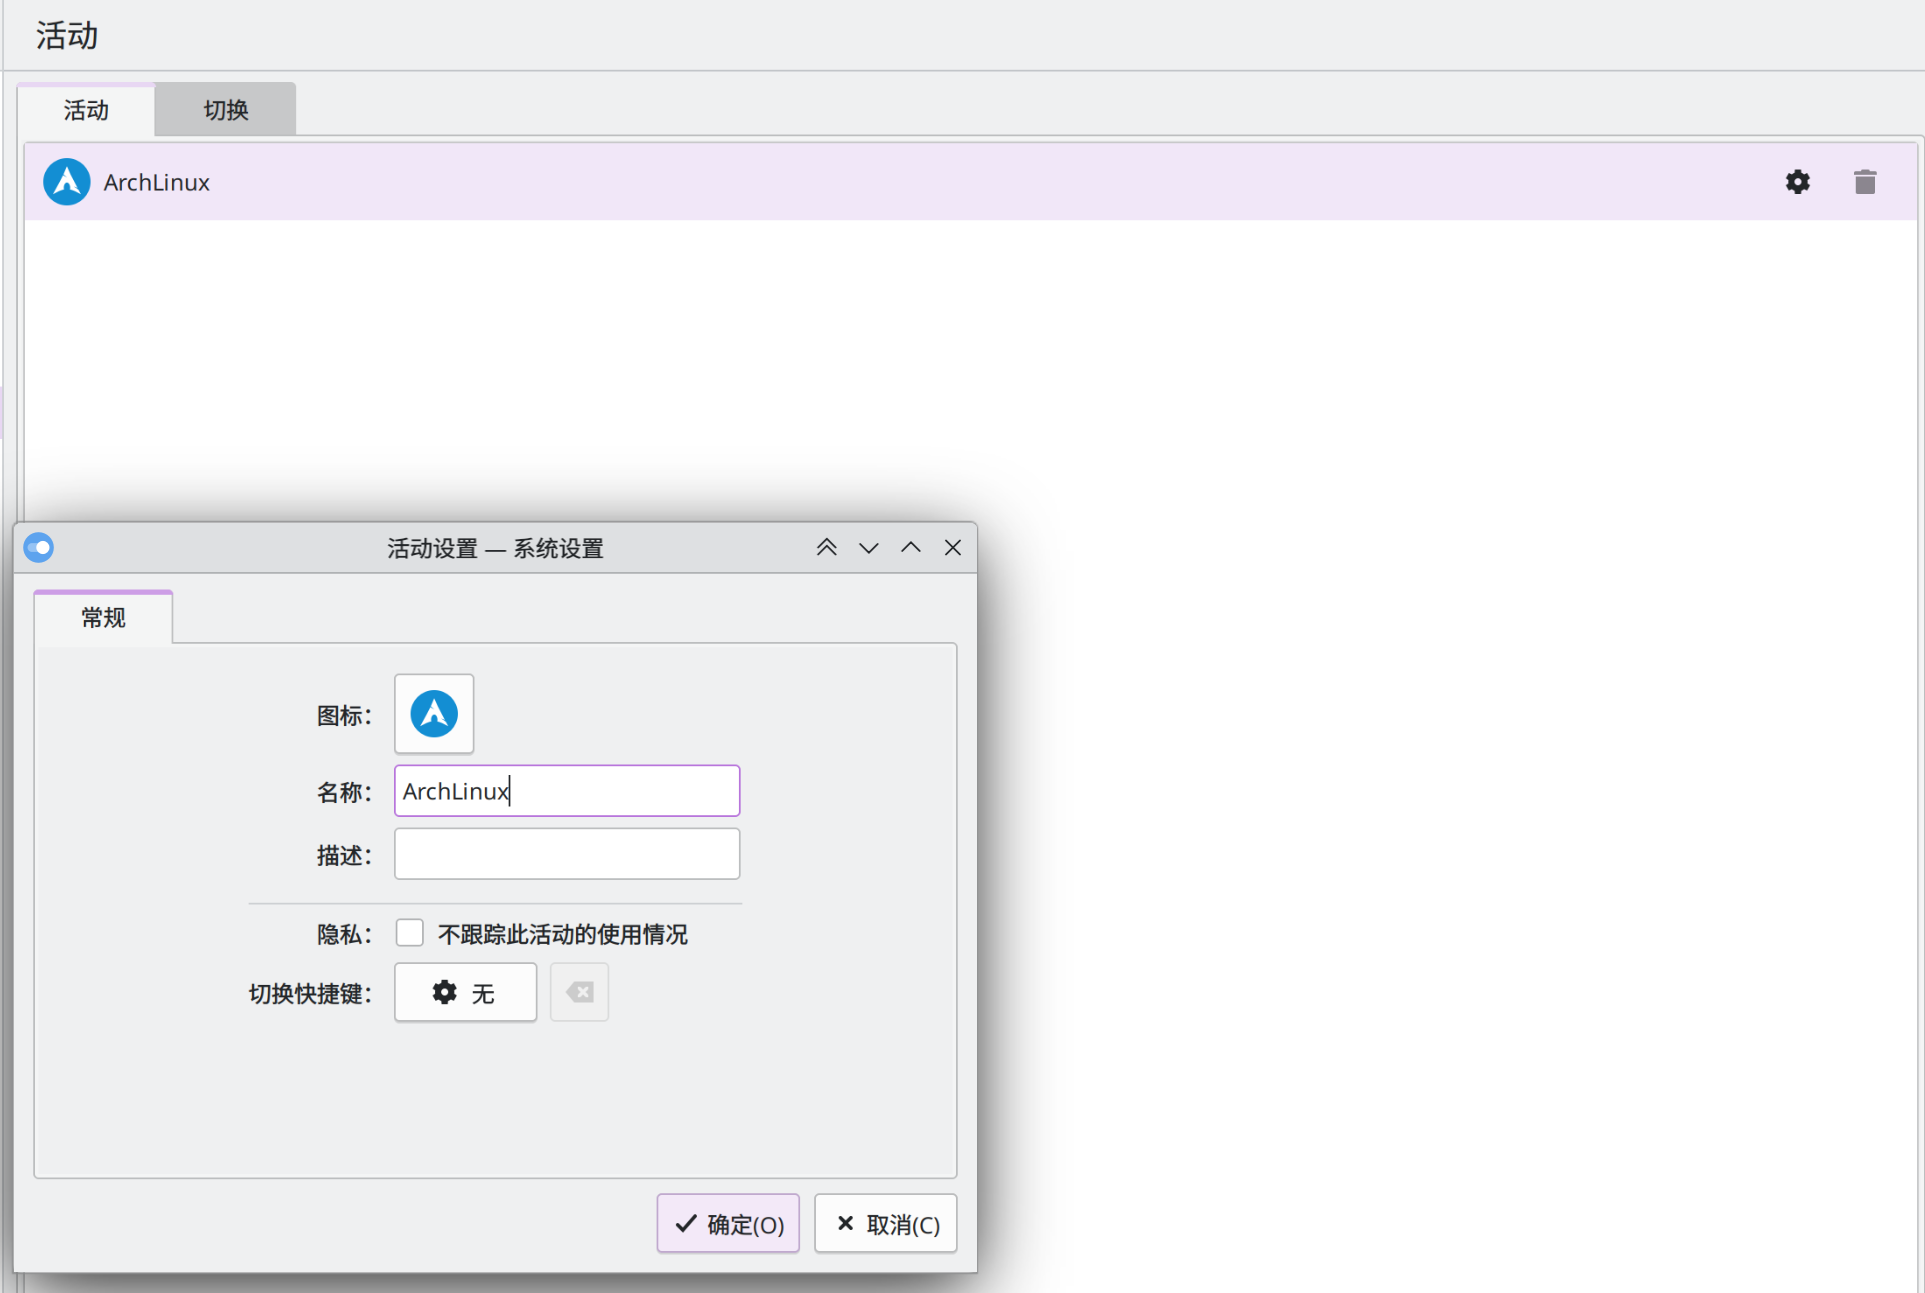 活动
活动 切换
ArchLinux
活动设置 — 系统设置
常规
图标：
名称： ArchLinux
描述：
隐私： 不跟踪此活动的使用情况
切换快捷键： 无
确定(O) 取消(C)